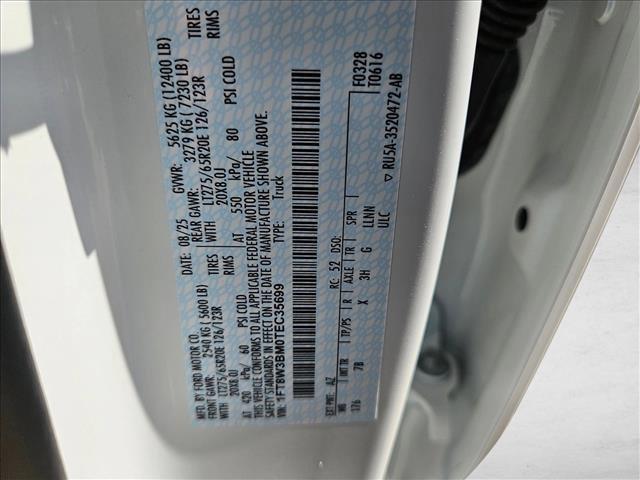 MFD. BY FORD MOTOR CO. DATE: 08/25 GVWR: 5625 KG (12400 LB)
FRONT GAWR: 2540 KG ( 5600 LB) REAR GAWR: 3279 KG ( 7230 LB)
WITH LT275/65R20E 126/123R TIRES WITH LT275/65R20E 126/123R TIRES
20X8.0J RIMS 20X8.0J RIMS
AT 420 kPa/ 60 PSI COLD AT 550 kPa/ 80 PSI COLD
THIS VEHICLE CONFORMS TO ALL APPLICABLE FEDERAL MOTOR VEHICLE
SAFETY STANDARDS IN EFFECT ON THE DATE OF MANUFACTURE SHOWN ABOVE.
VIN: 1FT8W3BM0TEC35699 TYPE: Truck
F0328
T0616
EXT PNT: AZ RC: 52 DSO:
WB INT TR TP/PS R AXLE TR SPR
176 7B X 3H G LLNN
ULC
▽ RU5A-3520472-AB